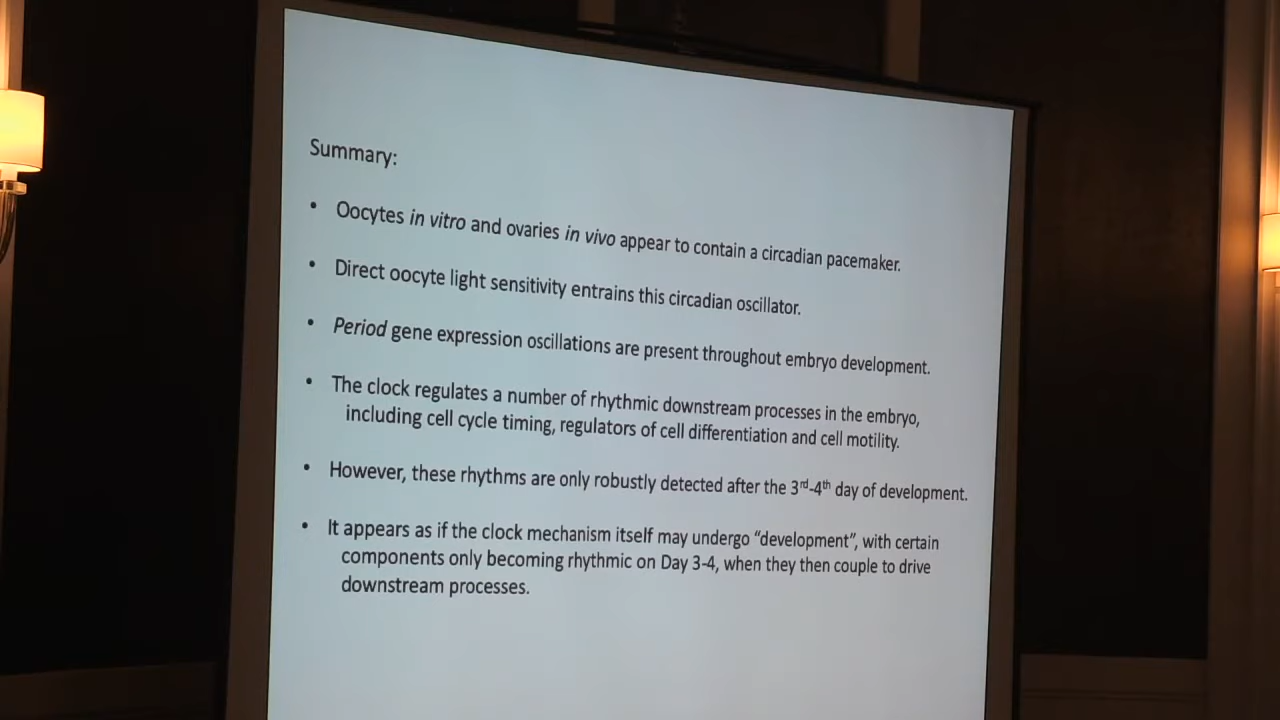 Summary:
• Oocytes in vitro and ovaries in vivo appear to contain a circadian pacemaker.
• Direct oocyte light sensitivity entrains this circadian oscillator.
• Period gene expression oscillations are present throughout embryo development.
• The clock regulates a number of rhythmic downstream processes in the embryo,
including cell cycle timing, regulators of cell differentiation and cell motility.
• However, these rhythms are only robustly detected after the 3rd-4th day of development.
• It appears as if the clock mechanism itself may undergo “development”, with certain
components only becoming rhythmic on Day 3-4, when they then couple to drive
downstream processes.